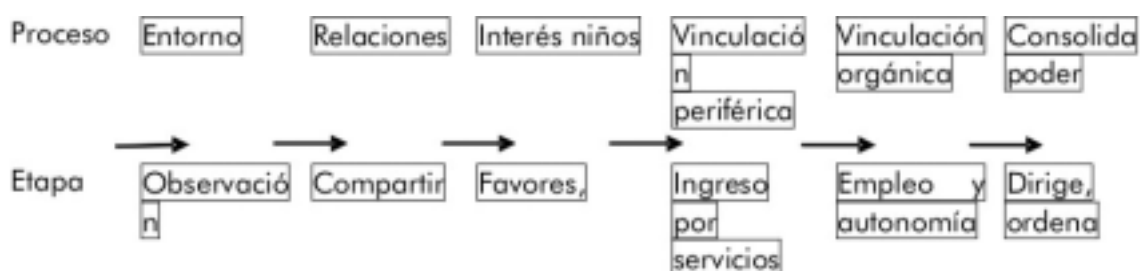 Proceso Entorno Relaciones Interés niños Vinculació Vinculación Consolida
n orgánica poder
periférica
Etapa Observació Compartir Favores, Ingreso Empleo y Dirige,
n por autonomía ordena
servicios